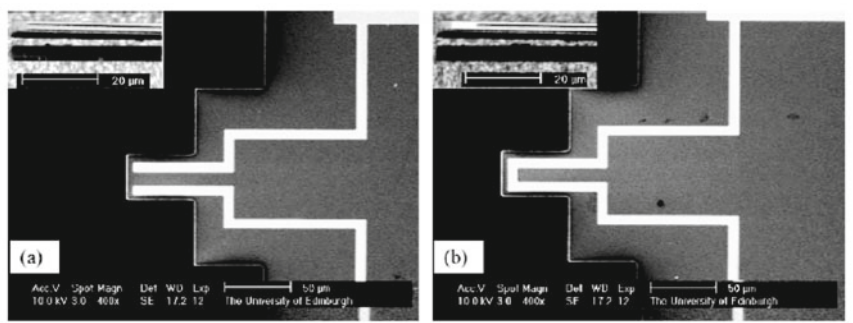 20 μm
(a)
Acc.V Spot Magn Det WD Exp 50 μm
10.0 kV 3.0 400x SE 17.2 12 The University of Edinburgh
20 μm
(b)
Acc.V Spot Magn Det WD Exp 50 μm
10.0 kV 3.0 400x SE 17.2 12 The University of Edinburgh